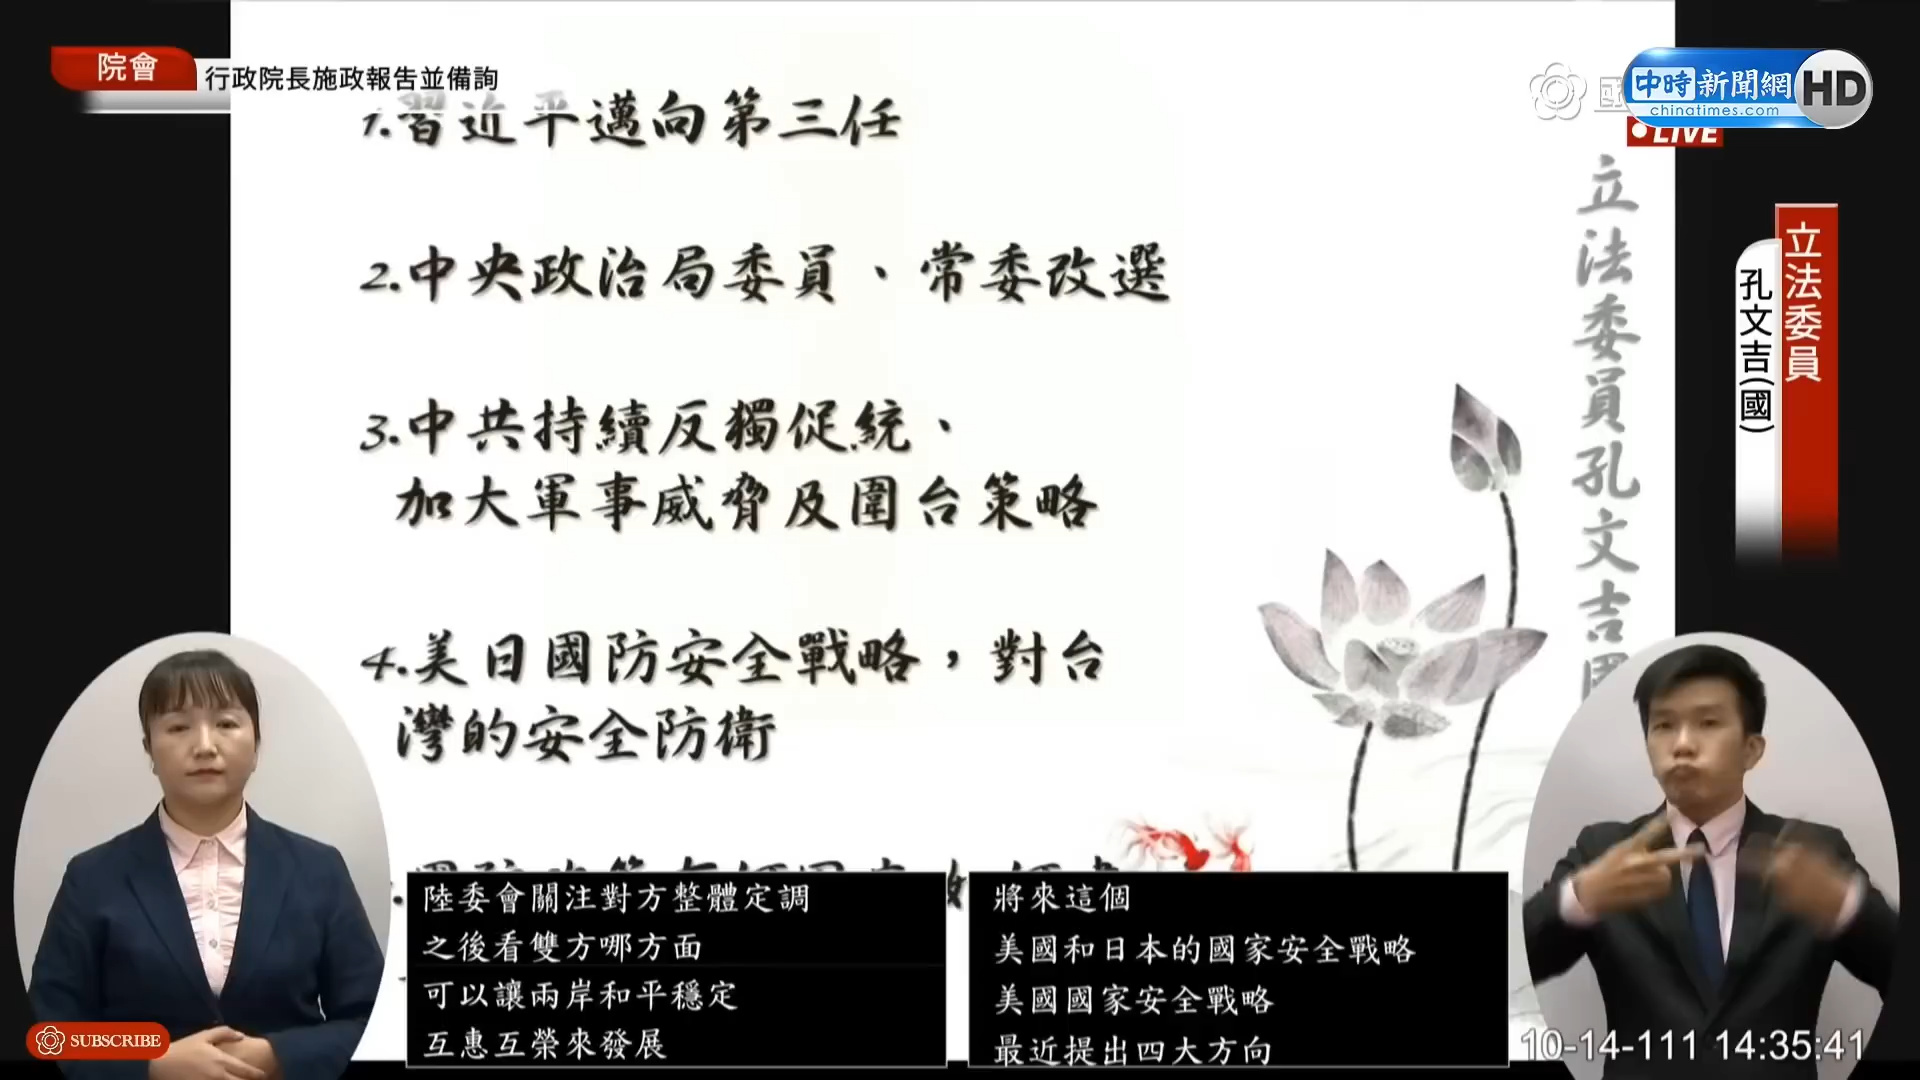 院會
行政院長施政報告並備詢
中時新聞網 HD
chinatimes.com
LIVE
1.習近平邁向第三任
2.中央政治局委員、常委改選
3.中共持續反獨促統、
加大軍事威脅及圍台策略
4.美日國防安全戰略，對台
灣的安全防衛
立法委員孔文吉
立法委員
孔文吉(國)
陸委會關注對方整體定調
之後看雙方哪方面
可以讓兩岸和平穩定
互惠互榮來發展
將來這個
美國和日本的國家安全戰略
美國國家安全戰略
最近提出四大方向
SUBSCRIBE
10-14-111 14:35:41